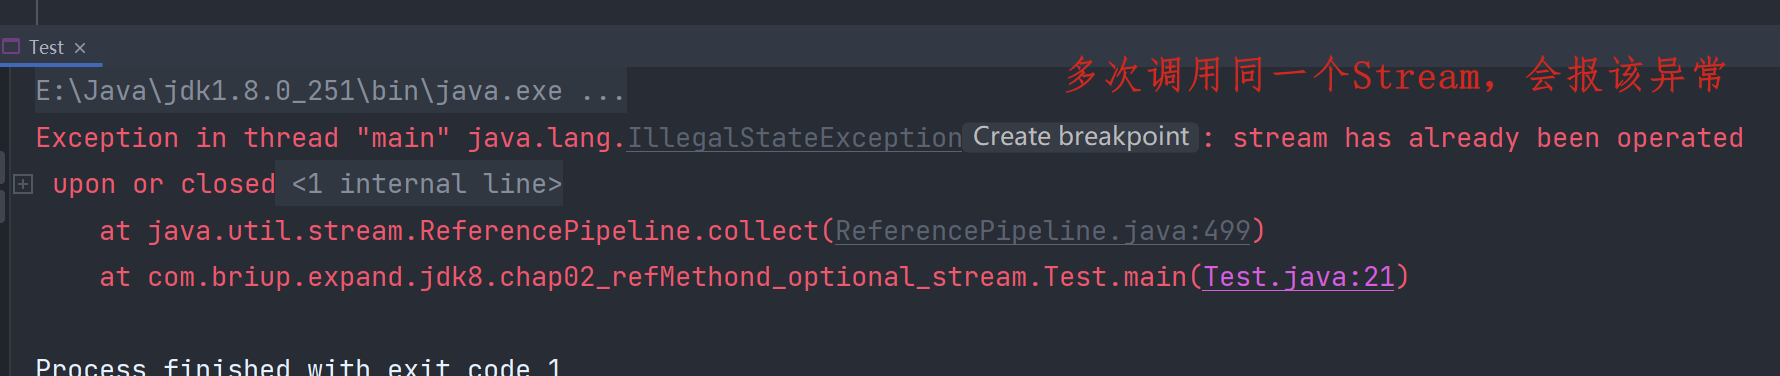 Test ×
多次调用同一个Stream，会报该异常
E:\Java\jdk1.8.0_251\bin\java.exe ...
Exception in thread "main" java.lang.IllegalStateException Create breakpoint : stream has already been operated
upon or closed <1 internal line>
at java.util.stream.ReferencePipeline.collect(ReferencePipeline.java:499)
at com.briup.expand.jdk8.chap02_refMethond_optional_stream.Test.main(Test.java:21)
Process finished with exit code 1